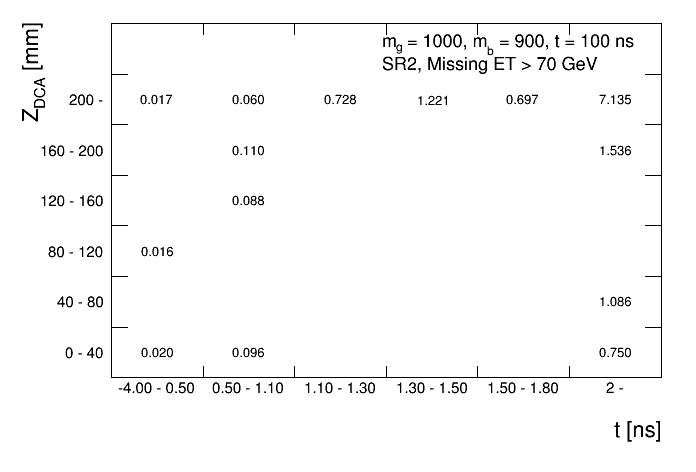 Z_DCA [mm]
m_g = 1000, m_b = 900, t = 100 ns
SR2, Missing ET > 70 GeV
200 - 0.017 0.060 0.728 1.221 0.697 7.135
160 - 200 0.110 1.536
120 - 160 0.088
80 - 120 0.016
40 - 80 1.086
0 - 40 0.020 0.096 0.750
-4.00 - 0.50 0.50 - 1.10 1.10 - 1.30 1.30 - 1.50 1.50 - 1.80 2 -
t [ns]